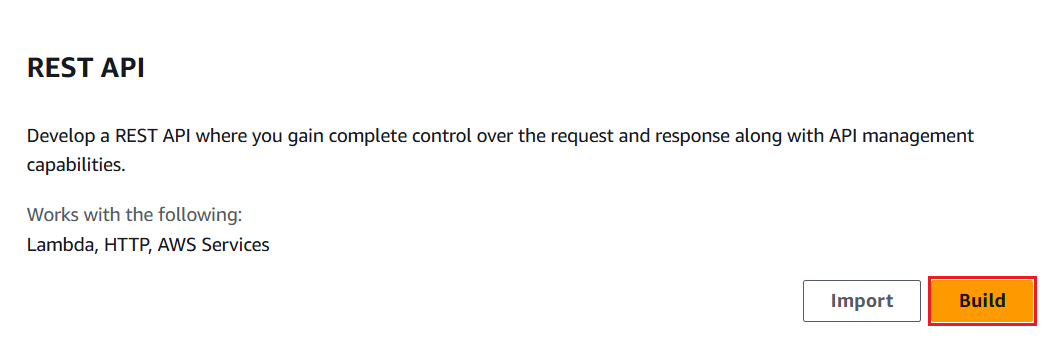 REST API
Develop a REST API where you gain complete control over the request and response along with API management
capabilities.
Works with the following:
Lambda, HTTP, AWS Services
Import
Build